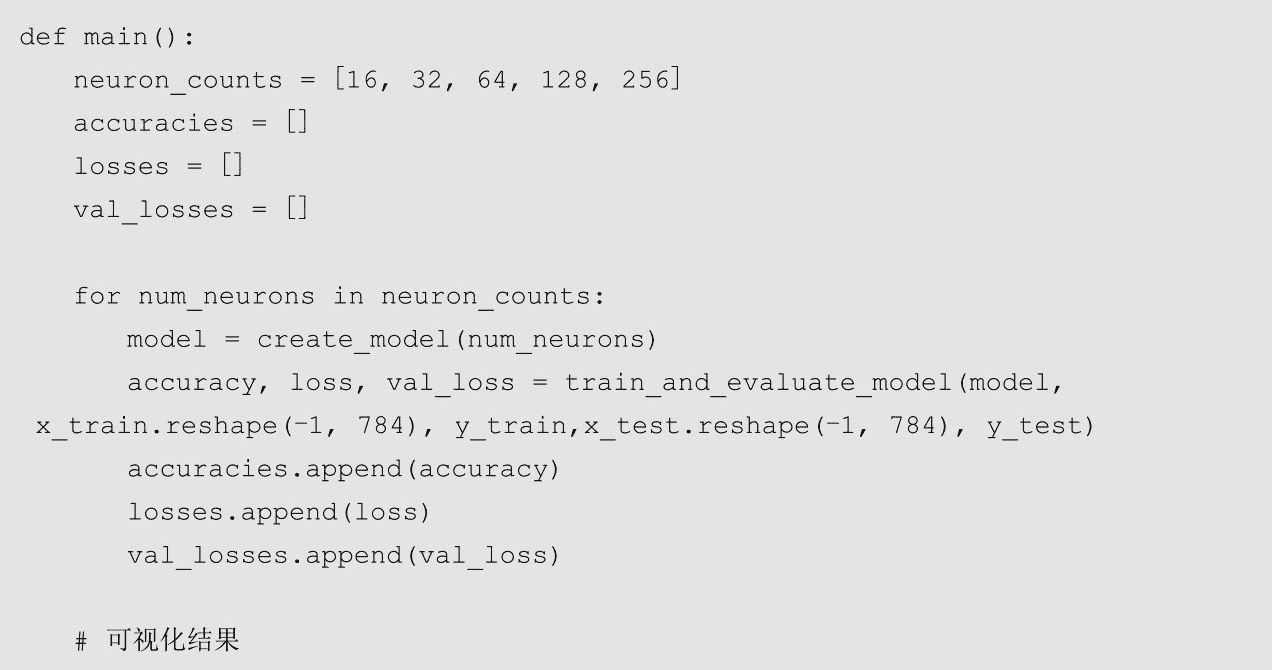 def main():
    neuron_counts = [16, 32, 64, 128, 256]
    accuracies = []
    losses = []
    val_losses = []

    for num_neurons in neuron_counts:
        model = create_model(num_neurons)
        accuracy, loss, val_loss = train_and_evaluate_model(model,
 x_train.reshape(-1, 784), y_train,x_test.reshape(-1, 784), y_test)
        accuracies.append(accuracy)
        losses.append(loss)
        val_losses.append(val_loss)

    # 可视化结果